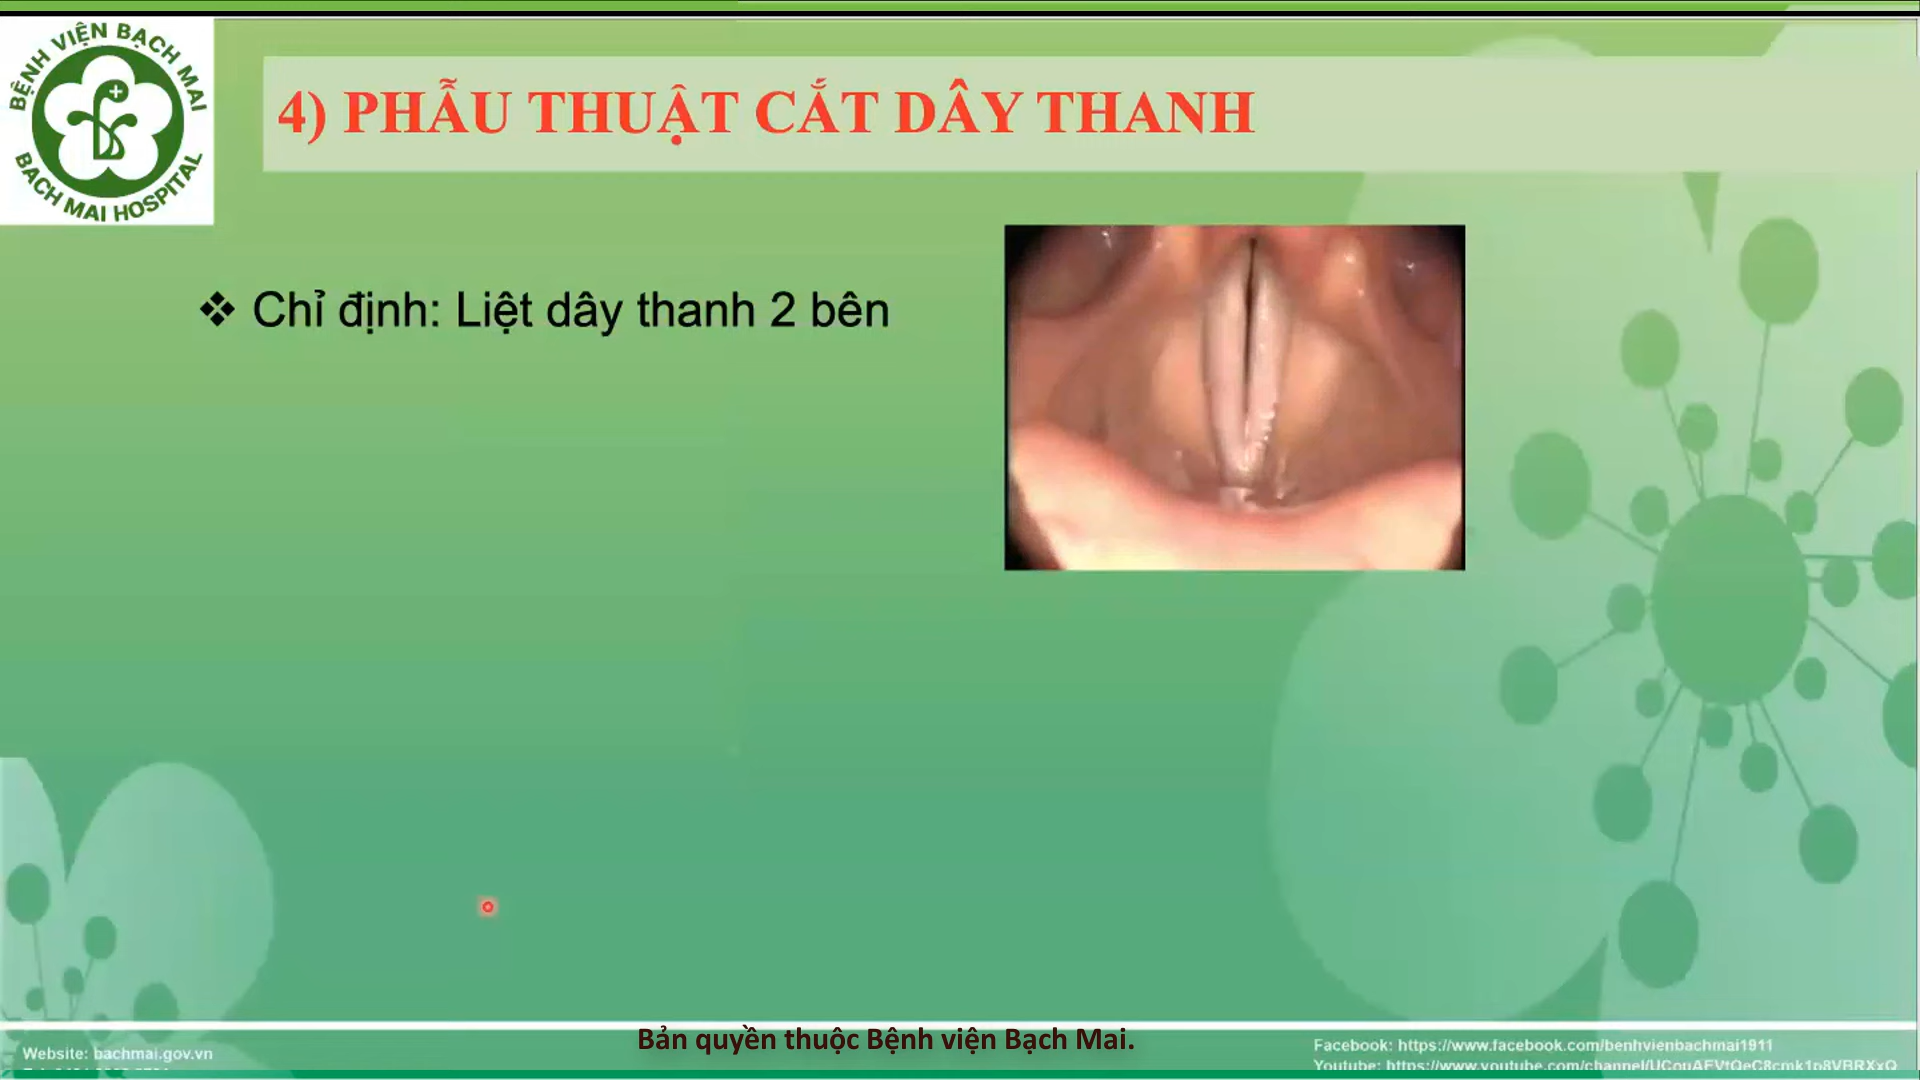 BỆNH VIỆN BẠCH MAI
BACH MAI HOSPITAL
4) PHẪU THUẬT CẮT DÂY THANH
❖ Chỉ định: Liệt dây thanh 2 bên
Bản quyền thuộc Bệnh viện Bạch Mai.
Website: bachmai.gov.vn
Facebook: https://www.facebook.com/benhvienbachmai1911
Youtube: